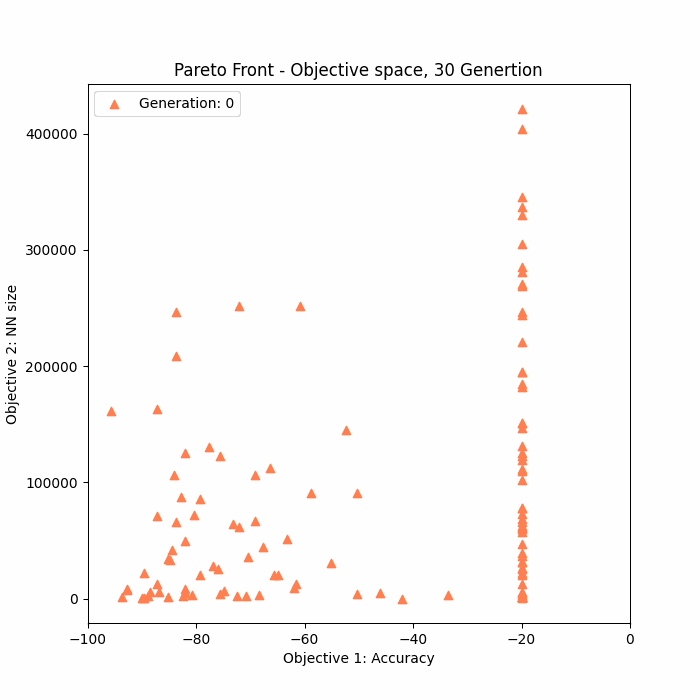 Pareto Front - Objective space, 30 Genertion
Generation: 0
400000
300000
200000
100000
0
Objective 2: NN size
−100
−80
−60
−40
−20
0
Objective 1: Accuracy